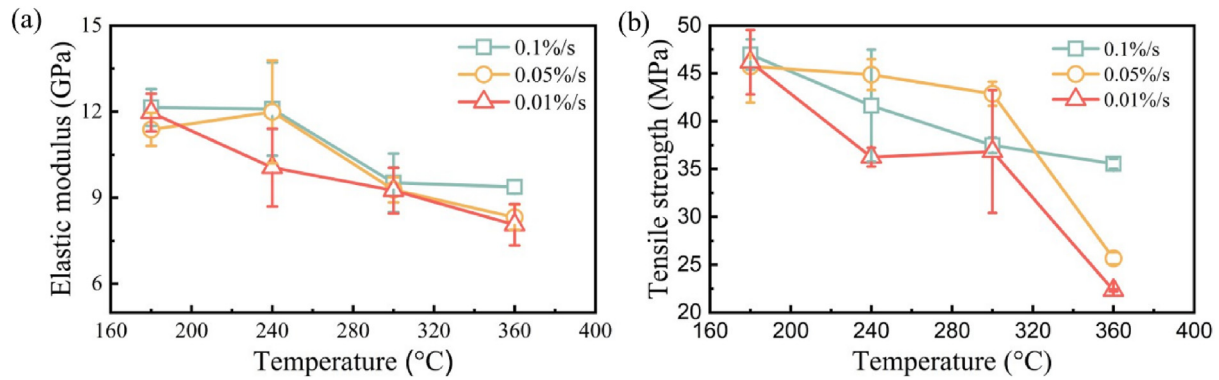 (a)
15
12
9
6
Elastic modulus (GPa)
0.1%/s
0.05%/s
0.01%/s
160 200 240 280 320 360 400
Temperature (°C)
(b)
50
45
40
35
30
25
20
Tensile strength (MPa)
0.1%/s
0.05%/s
0.01%/s
160 200 240 280 320 360 400
Temperature (°C)